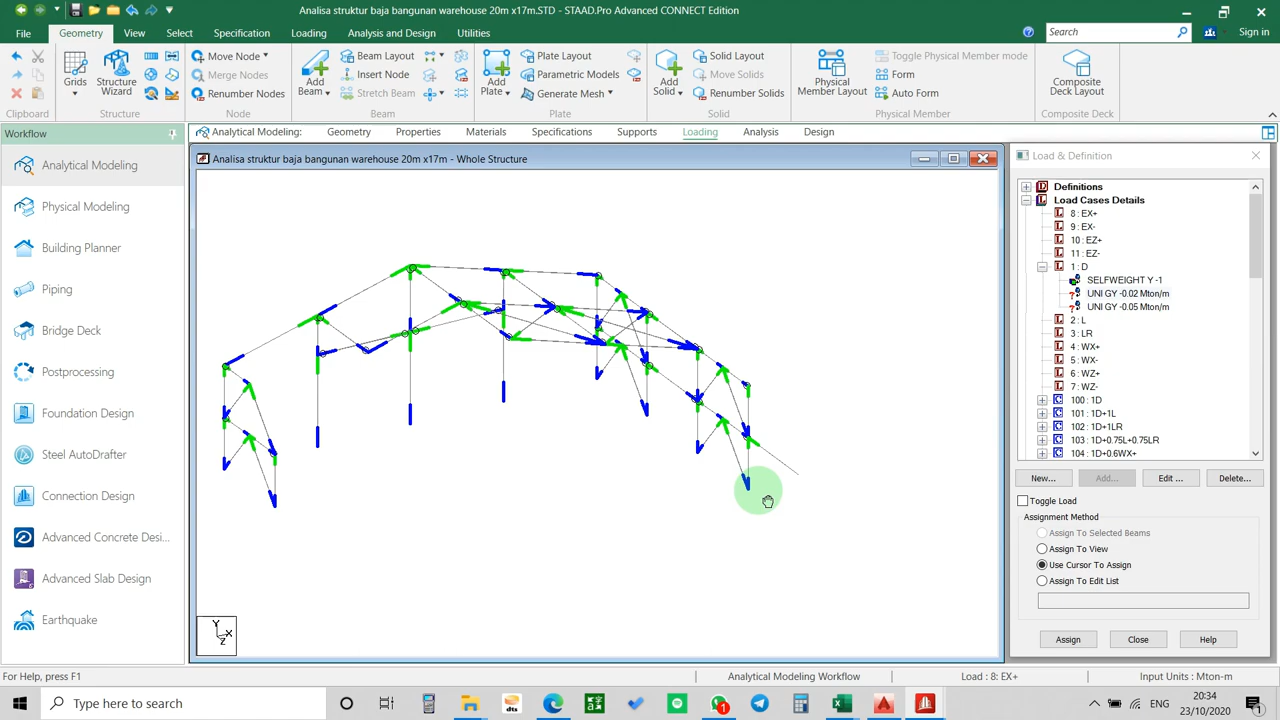 Analisa struktur baja bangunan warehouse 20m x17m.STD - STAAD.Pro Advanced CONNECT Edition
File
Geometry
View
Select
Specification
Loading
Analysis and Design
Utilities
Search
Sign in
Clipboard
Grids
Structure Wizard
Structure
Move Node
Merge Nodes
Renumber Nodes
Node
Add Beam
Beam Layout
Insert Node
Stretch Beam
Beam
Add Plate
Plate Layout
Parametric Models
Generate Mesh
Plate
Add Solid
Solid Layout
Move Solids
Renumber Solids
Solid
Physical Member Layout
Toggle Physical Member mode
Form
Auto Form
Physical Member
Composite Deck Layout
Composite Deck
Workflow
Analytical Modeling:
Geometry
Properties
Materials
Specifications
Supports
Loading
Analysis
Design
Analytical Modeling
Physical Modeling
Building Planner
Piping
Bridge Deck
Postprocessing
Foundation Design
Steel AutoDrafter
Connection Design
Advanced Concrete Desi...
Advanced Slab Design
Earthquake
Analisa struktur baja bangunan warehouse 20m x17m - Whole Structure
Y
X
Z
Load & Definition
Definitions
Load Cases Details
8 : EX+
9 : EX-
10 : EZ+
11 : EZ-
1 : D
SELFWEIGHT Y -1
UNI GY -0.02 Mton/m
UNI GY -0.05 Mton/m
2 : L
3 : LR
4 : WX+
5 : WX-
6 : WZ+
7 : WZ-
100 : 1D
101 : 1D+1L
102 : 1D+1LR
103 : 1D+0.75L+0.75LR
104 : 1D+0.6WX+
New...
Add...
Edit ...
Delete...
Toggle Load
Assignment Method
Assign To Selected Beams
Assign To View
Use Cursor To Assign
Assign To Edit List
Assign
Close
Help
For Help, press F1
Analytical Modeling Workflow
Load : 8: EX+
Input Units : Mton-m
Type here to search
dts
1
ENG
20:34
23/10/2020
1